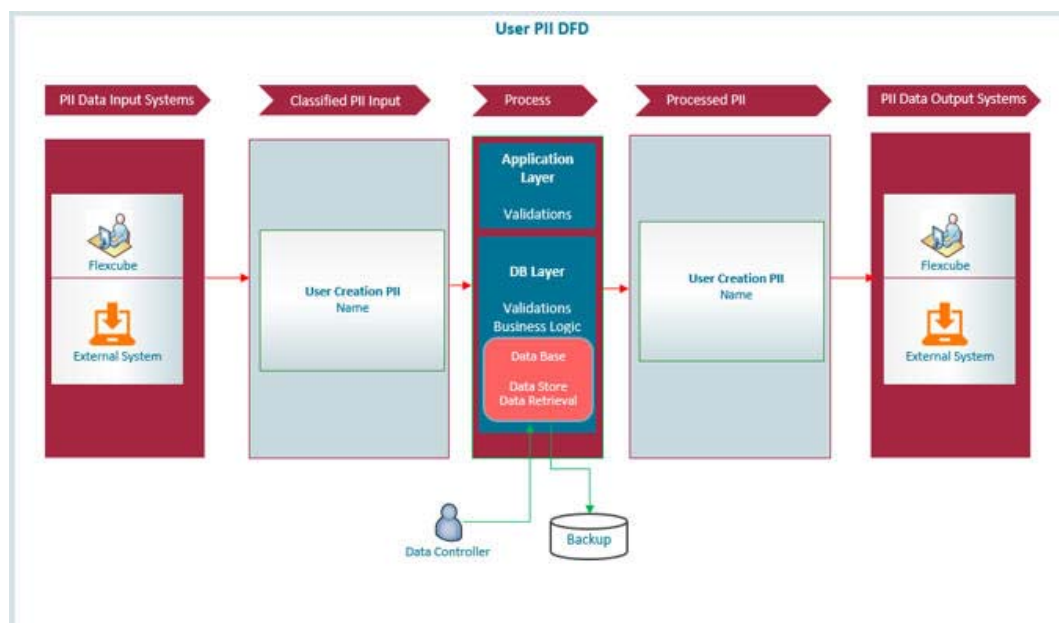 User PII DFD
PII Data Input Systems
Classified PII Input
Process
Processed PII
PII Data Output Systems
Flexcube
External System
User Creation PII
Name
Application
Layer
Validations
DB Layer
Validations
Business Logic
Data Base
Data Store
Data Retrieval
User Creation PII
Name
Flexcube
External System
Data Controller
Backup